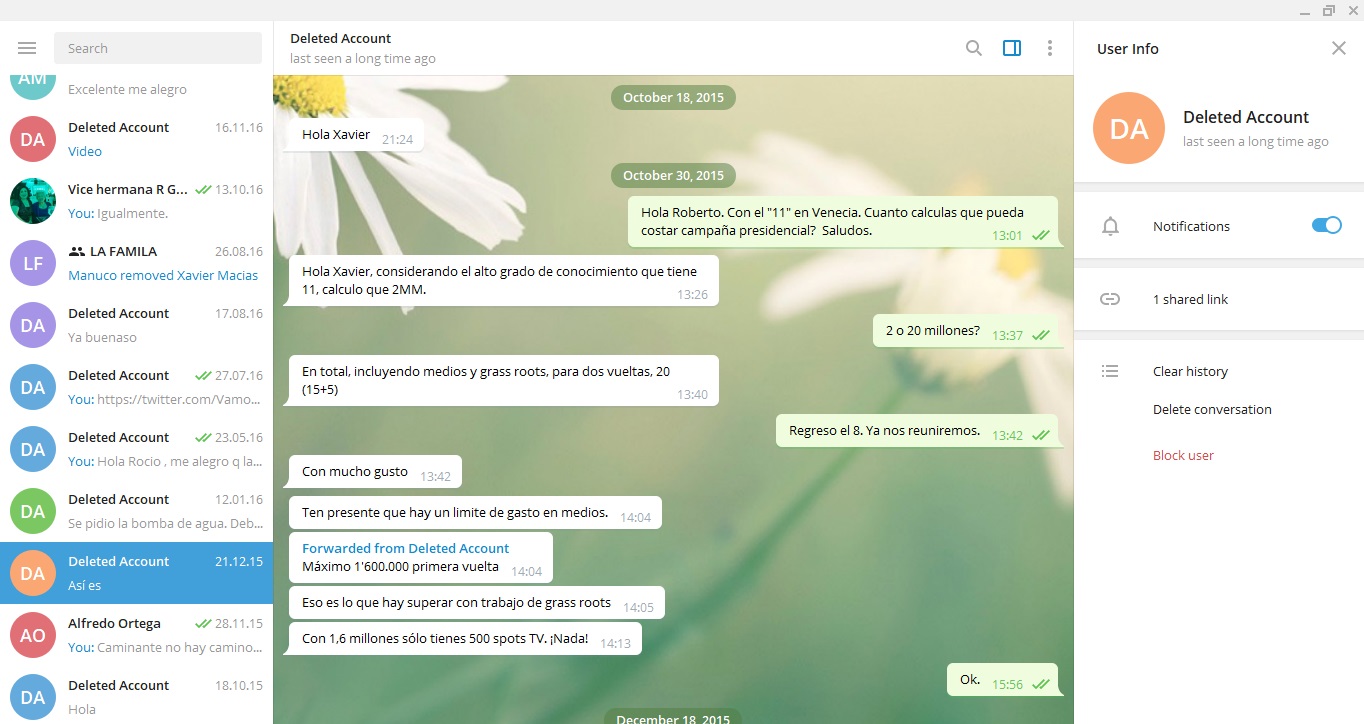 Search
AM
Excelente me alegro
DA
Deleted Account
16.11.16
Video
Vice hermana R G...
13.10.16
You: Igualmente.
LF
LA FAMILA
26.08.16
Manuco removed Xavier Macias
DA
Deleted Account
17.08.16
Ya buenaso
DA
Deleted Account
27.07.16
You: https://twitter.com/Vamo...
DA
Deleted Account
23.05.16
You: Hola Rocio , me alegro q la...
DA
Deleted Account
12.01.16
Se pidio la bomba de agua. Deb...
DA
Deleted Account
21.12.15
Así es
AO
Alfredo Ortega
28.11.15
You: Caminante no hay camino...
DA
Deleted Account
18.10.15
Hola
Deleted Account
last seen a long time ago
October 18, 2015
Hola Xavier
21:24
October 30, 2015
Hola Roberto. Con el "11" en Venecia. Cuanto calculas que pueda
costar campaña presidencial?  Saludos.
13:01
Hola Xavier, considerando el alto grado de conocimiento que tiene
11, calculo que 2MM.
13:26
2 o 20 millones?
13:37
En total, incluyendo medios y grass roots, para dos vueltas, 20
(15+5)
13:40
Regreso el 8. Ya nos reuniremos.
13:42
Con mucho gusto
13:42
Ten presente que hay un limite de gasto en medios.
14:04
Forwarded from Deleted Account
Máximo 1'600.000 primera vuelta
14:04
Eso es lo que hay superar con trabajo de grass roots
14:05
Con 1,6 millones sólo tienes 500 spots TV. ¡Nada!
14:13
Ok.
15:56
December 18, 2015
User Info
DA
Deleted Account
last seen a long time ago
Notifications
1 shared link
Clear history
Delete conversation
Block user